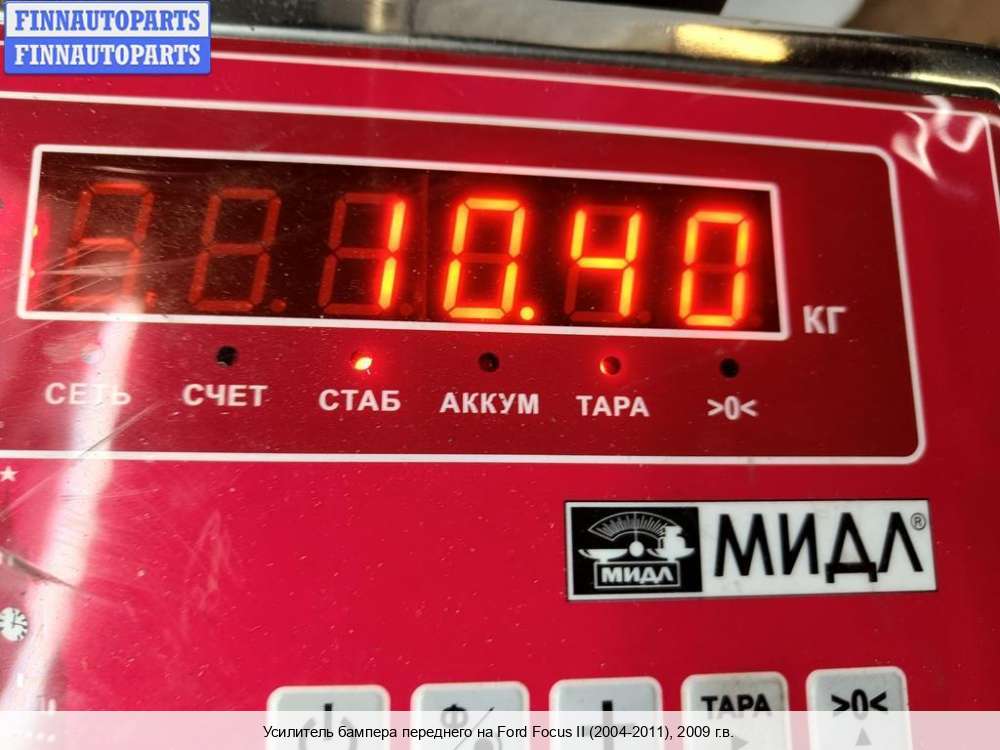 FINNAUTOPARTS
FINNAUTOPARTS
10.40
КГ
СЕТЬ СЧЕТ СТАБ АККУМ ТАРА >0<
МИДЛ МИДЛ®
ТАРА >0<
Усилитель бампера переднего на Ford Focus II (2004-2011), 2009 г.в.